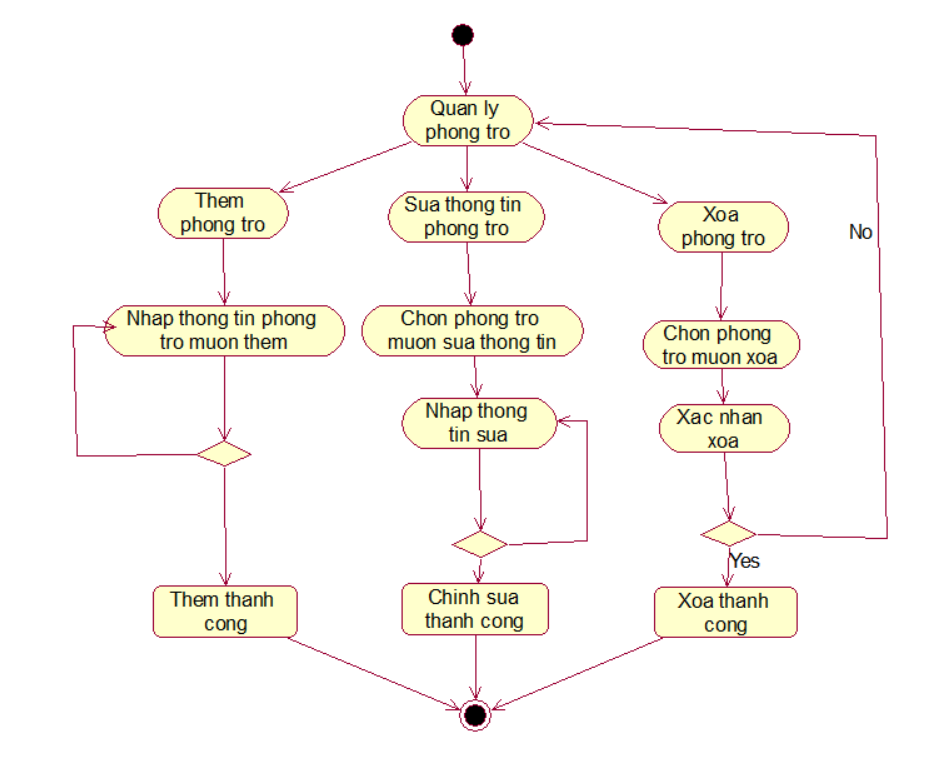 Quan ly
phong tro
Them
phong tro
Sua thong tin
phong tro
Xoa
phong tro
No
Nhap thong tin phong
tro muon them
Chon phong tro
muon sua thong tin
Chon phong
tro muon xoa
Nhap thong
tin sua
Xac nhan
xoa
Yes
Them thanh
cong
Chinh sua
thanh cong
Xoa thanh
cong